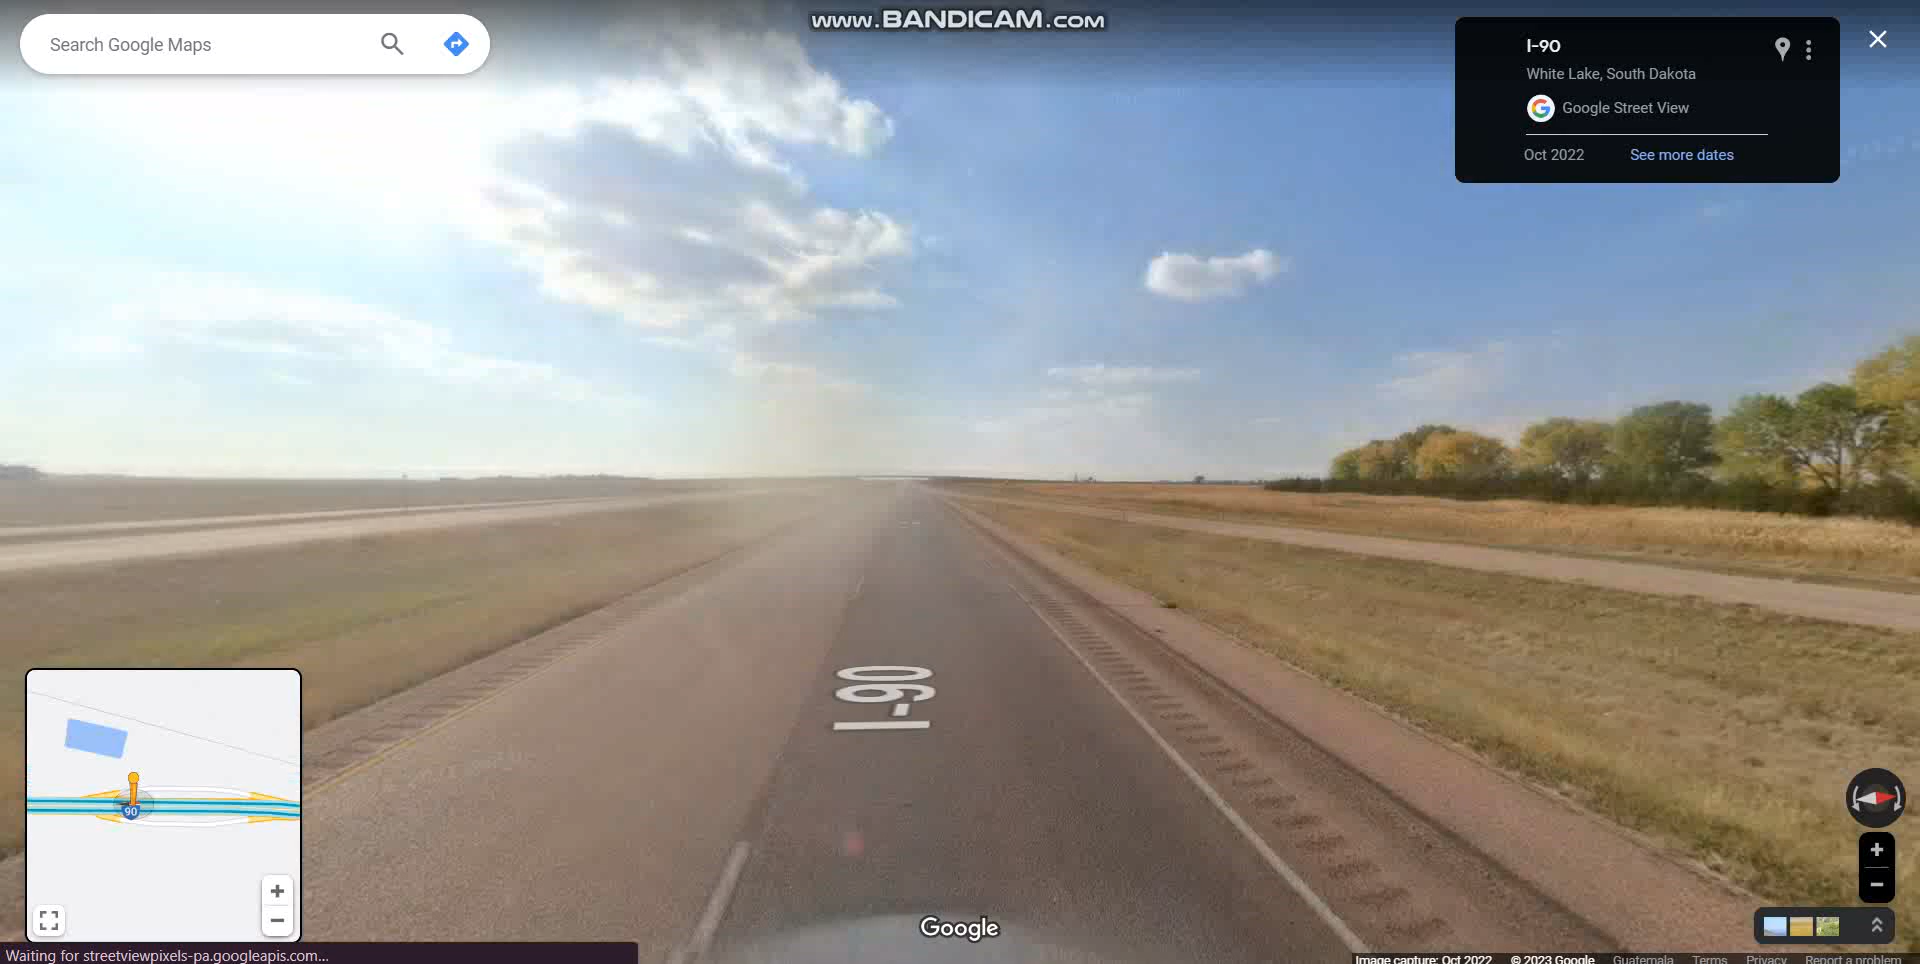 www.BANDICAM.com
Search Google Maps
I-90
White Lake, South Dakota
Google Street View
Oct 2022 See more dates
I-90
90
Google
Waiting for streetviewpixels-pa.googleapis.com...
Image capture: Oct 2022 © 2023 Google Guatemala Terms Privacy Report a problem